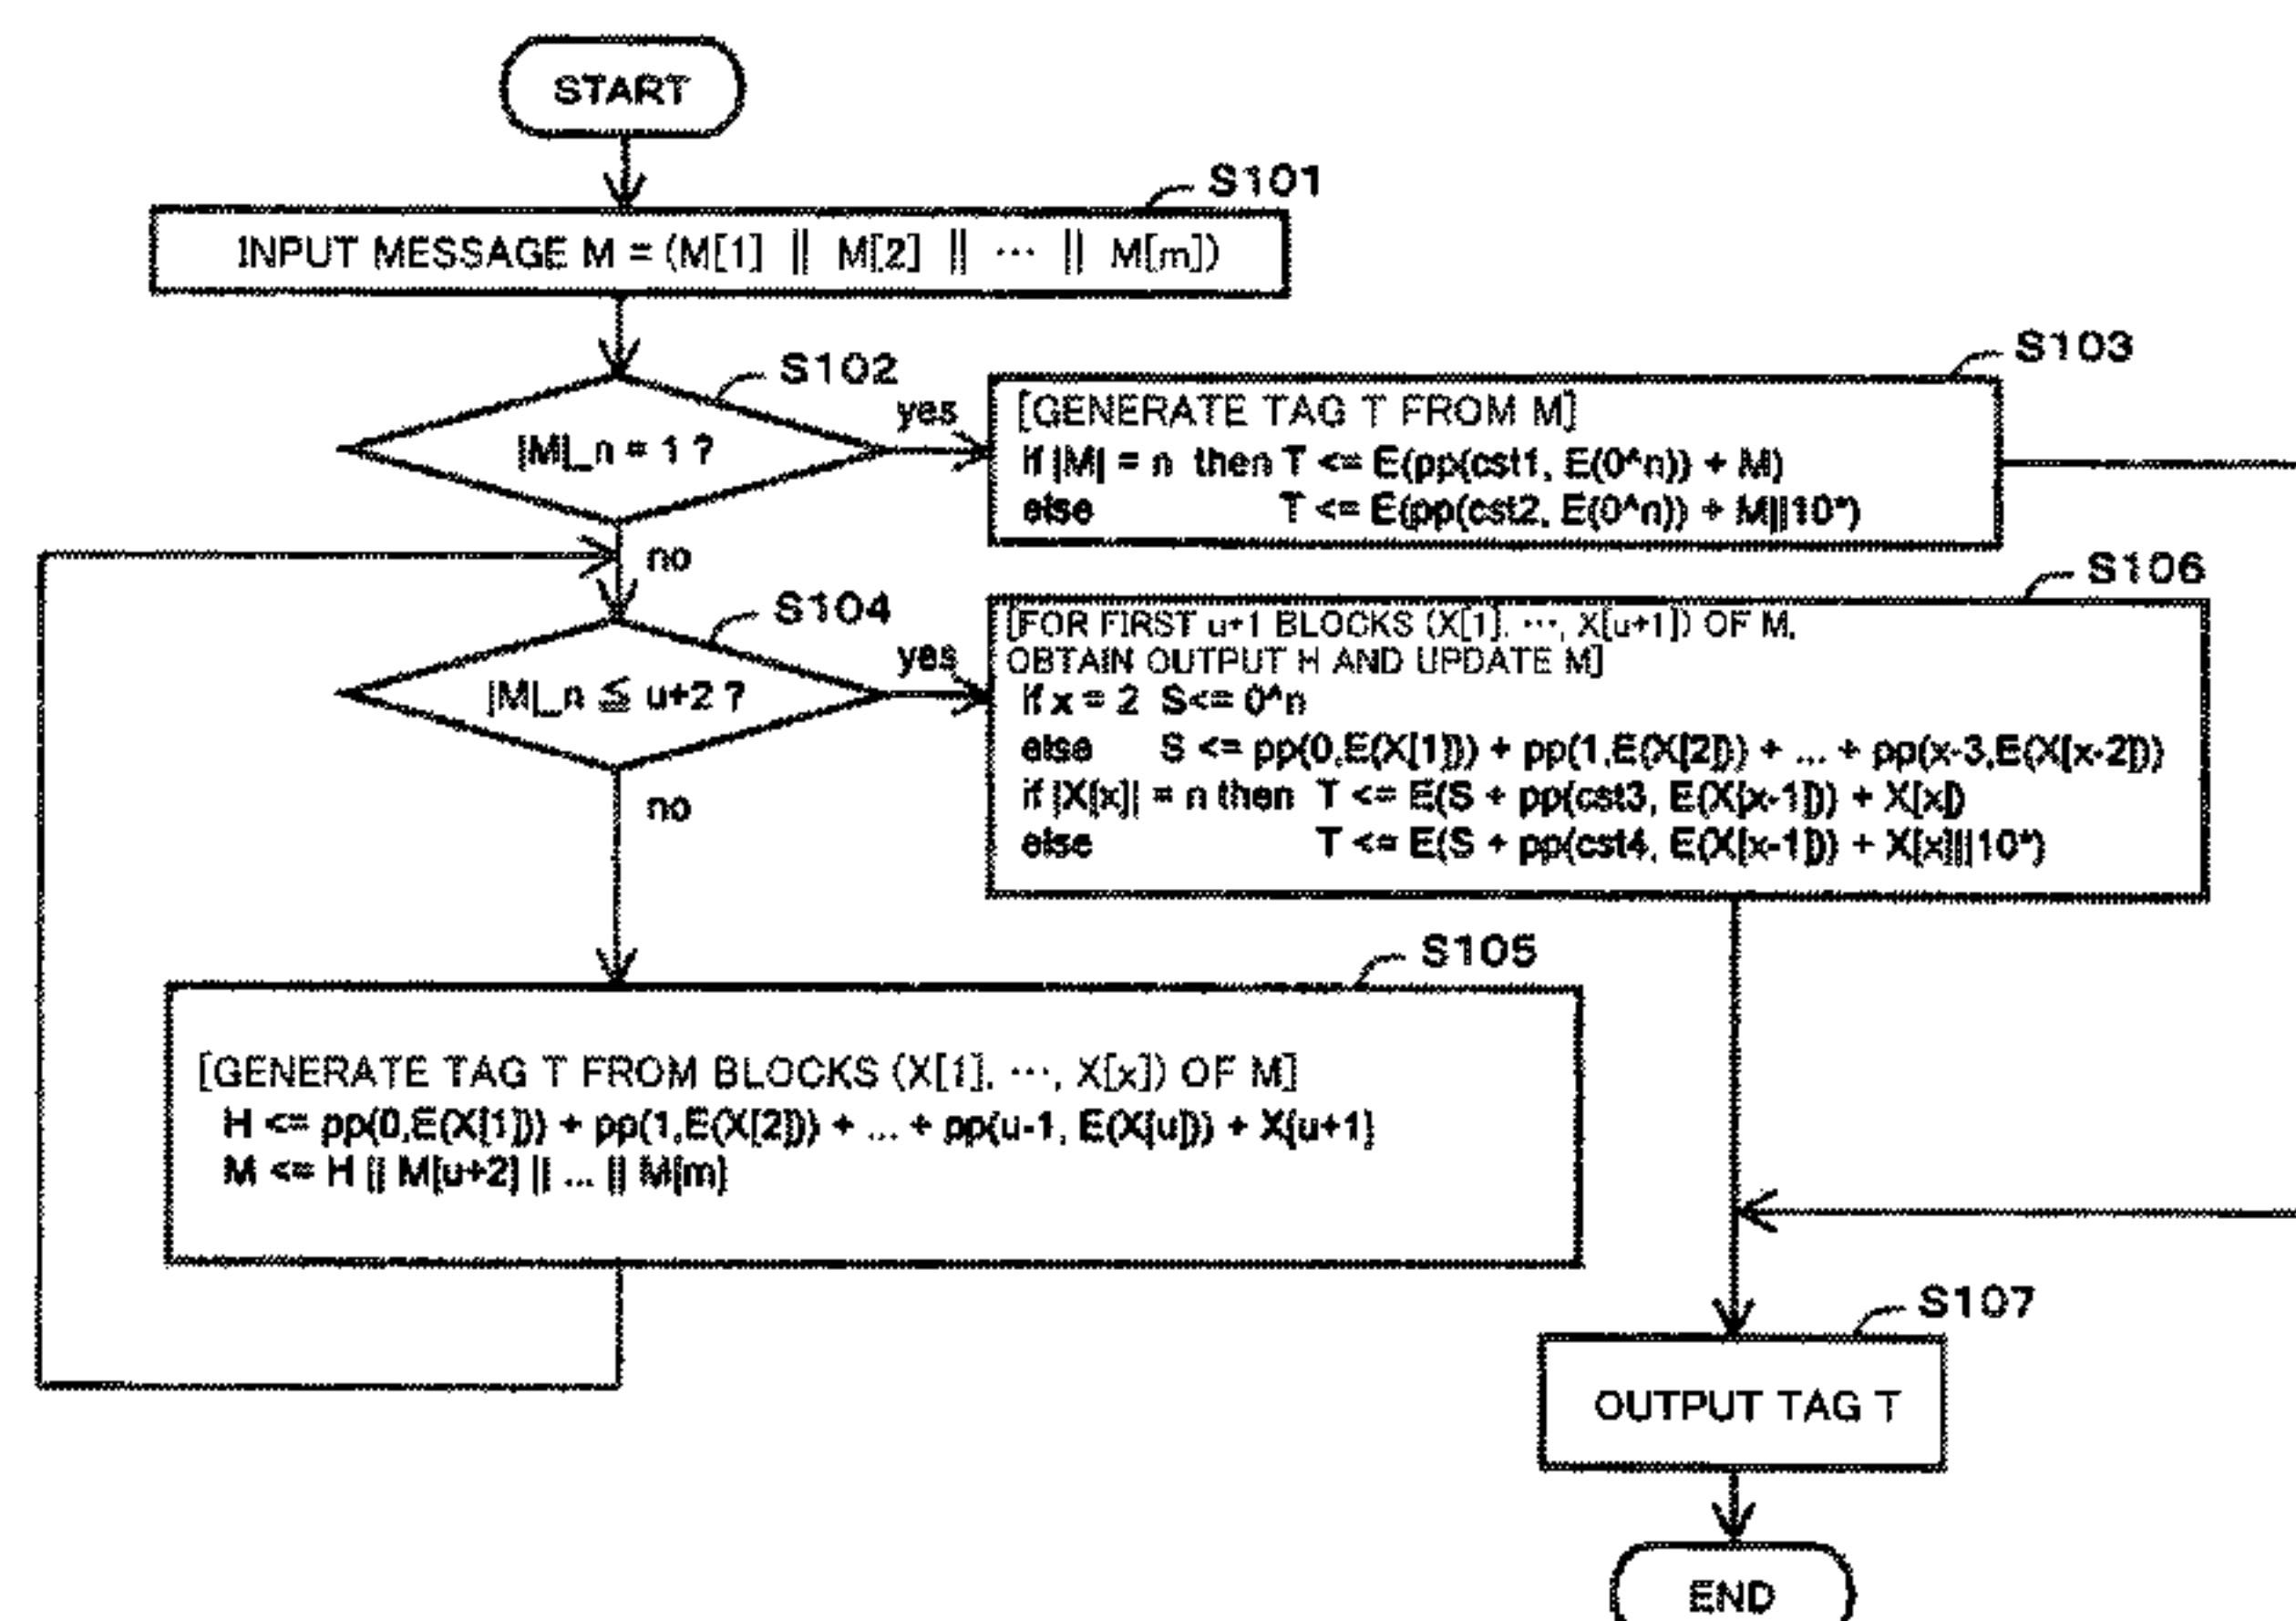 START
S101
INPUT MESSAGE M = (M[1] || M[2] || ⋯ || M[m])
S102
|M|_n = 1 ?
yes
no
S103
[GENERATE TAG T FROM M]
if |M| = n then T <= E(pp(cst1, E(0^n)) + M)
else T <= E(pp(cst2, E(0^n)) + M||10*)
S104
|M|_n ≦ u+2 ?
yes
no
S106
[FOR FIRST u+1 BLOCKS (X[1], ⋯, X[u+1]) OF M,
OBTAIN OUTPUT H AND UPDATE M]
if x = 2 S<= 0^n
else S <= pp(0,E(X[1])) + pp(1,E(X[2])) + ... + pp(x-3,E(X[x-2]))
if |X[x]| = n then T <= E(S + pp(cst3, E(X[x-1])) + X[x])
else T <= E(S + pp(cst4, E(X[x-1])) + X[x]||10*)
S105
[GENERATE TAG T FROM BLOCKS (X[1], ⋯, X[x]) OF M]
H <= pp(0,E(X[1])) + pp(1,E(X[2])) + ... + pp(u-1, E(X[u])) + X[u+1]
M <= H || M[u+2] || ... || M[m]
S107
OUTPUT TAG T
END